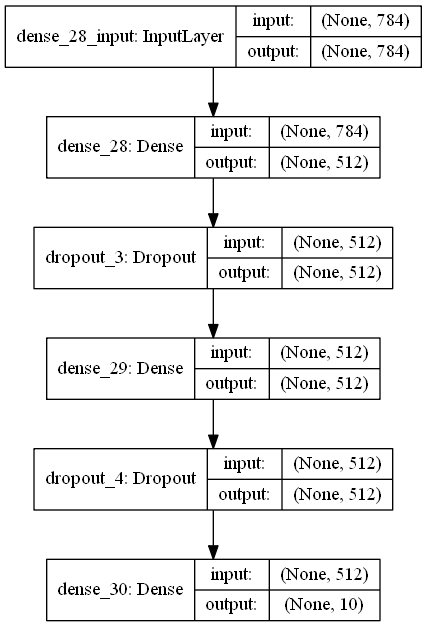 dense_28_input: InputLayer input: (None, 784)
output: (None, 784)
dense_28: Dense input: (None, 784)
output: (None, 512)
dropout_3: Dropout input: (None, 512)
output: (None, 512)
dense_29: Dense input: (None, 512)
output: (None, 512)
dropout_4: Dropout input: (None, 512)
output: (None, 512)
dense_30: Dense input: (None, 512)
output: (None, 10)